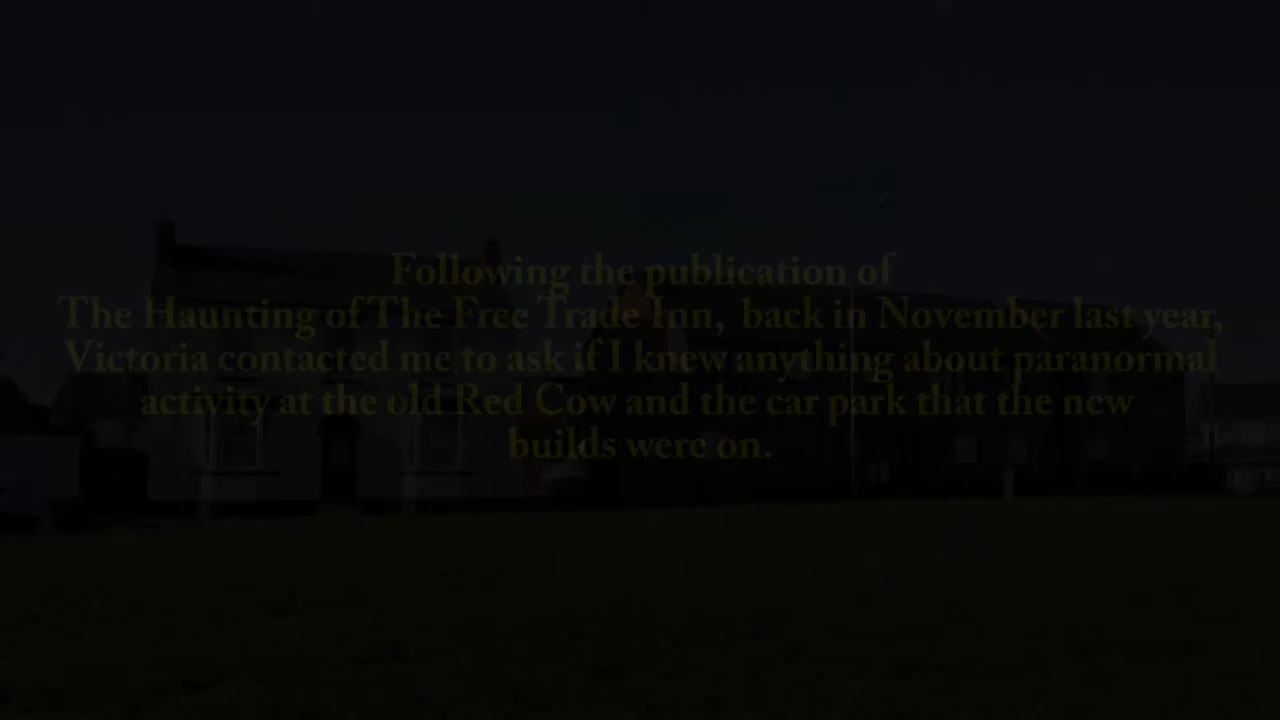 Following the publication of
The Haunting of The Free Trade Inn, back in November last year,
Victoria contacted me to ask if I knew anything about paranormal
activity at the old Red Cow and the car park that the new
builds were on.